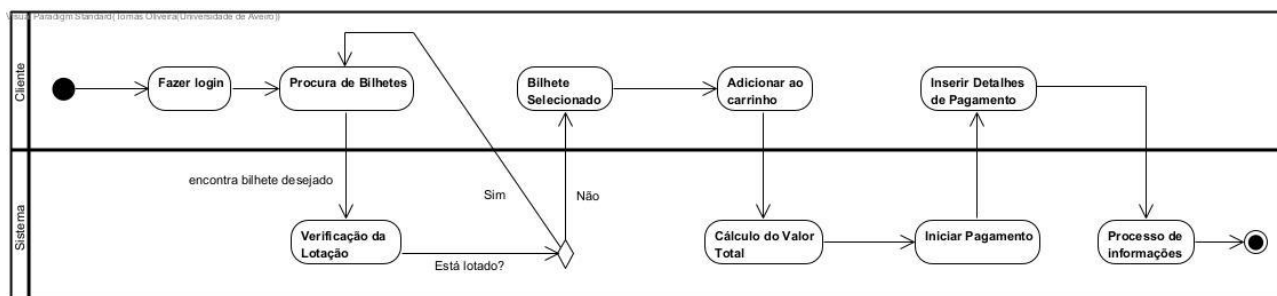 Visual Paradigm Standard(Tomás Oliveira(Universidade de Aveiro))
Cliente
Fazer login
Procura de Bilhetes
Bilhete
Selecionado
Adicionar ao
carrinho
Inserir Detalhes
de Pagamento
encontra bilhete desejado
Sim
Não
Sistema
Verificação da
Lotação
Está lotado?
Cálculo do Valor
Total
Iniciar Pagamento
Processo de
informações